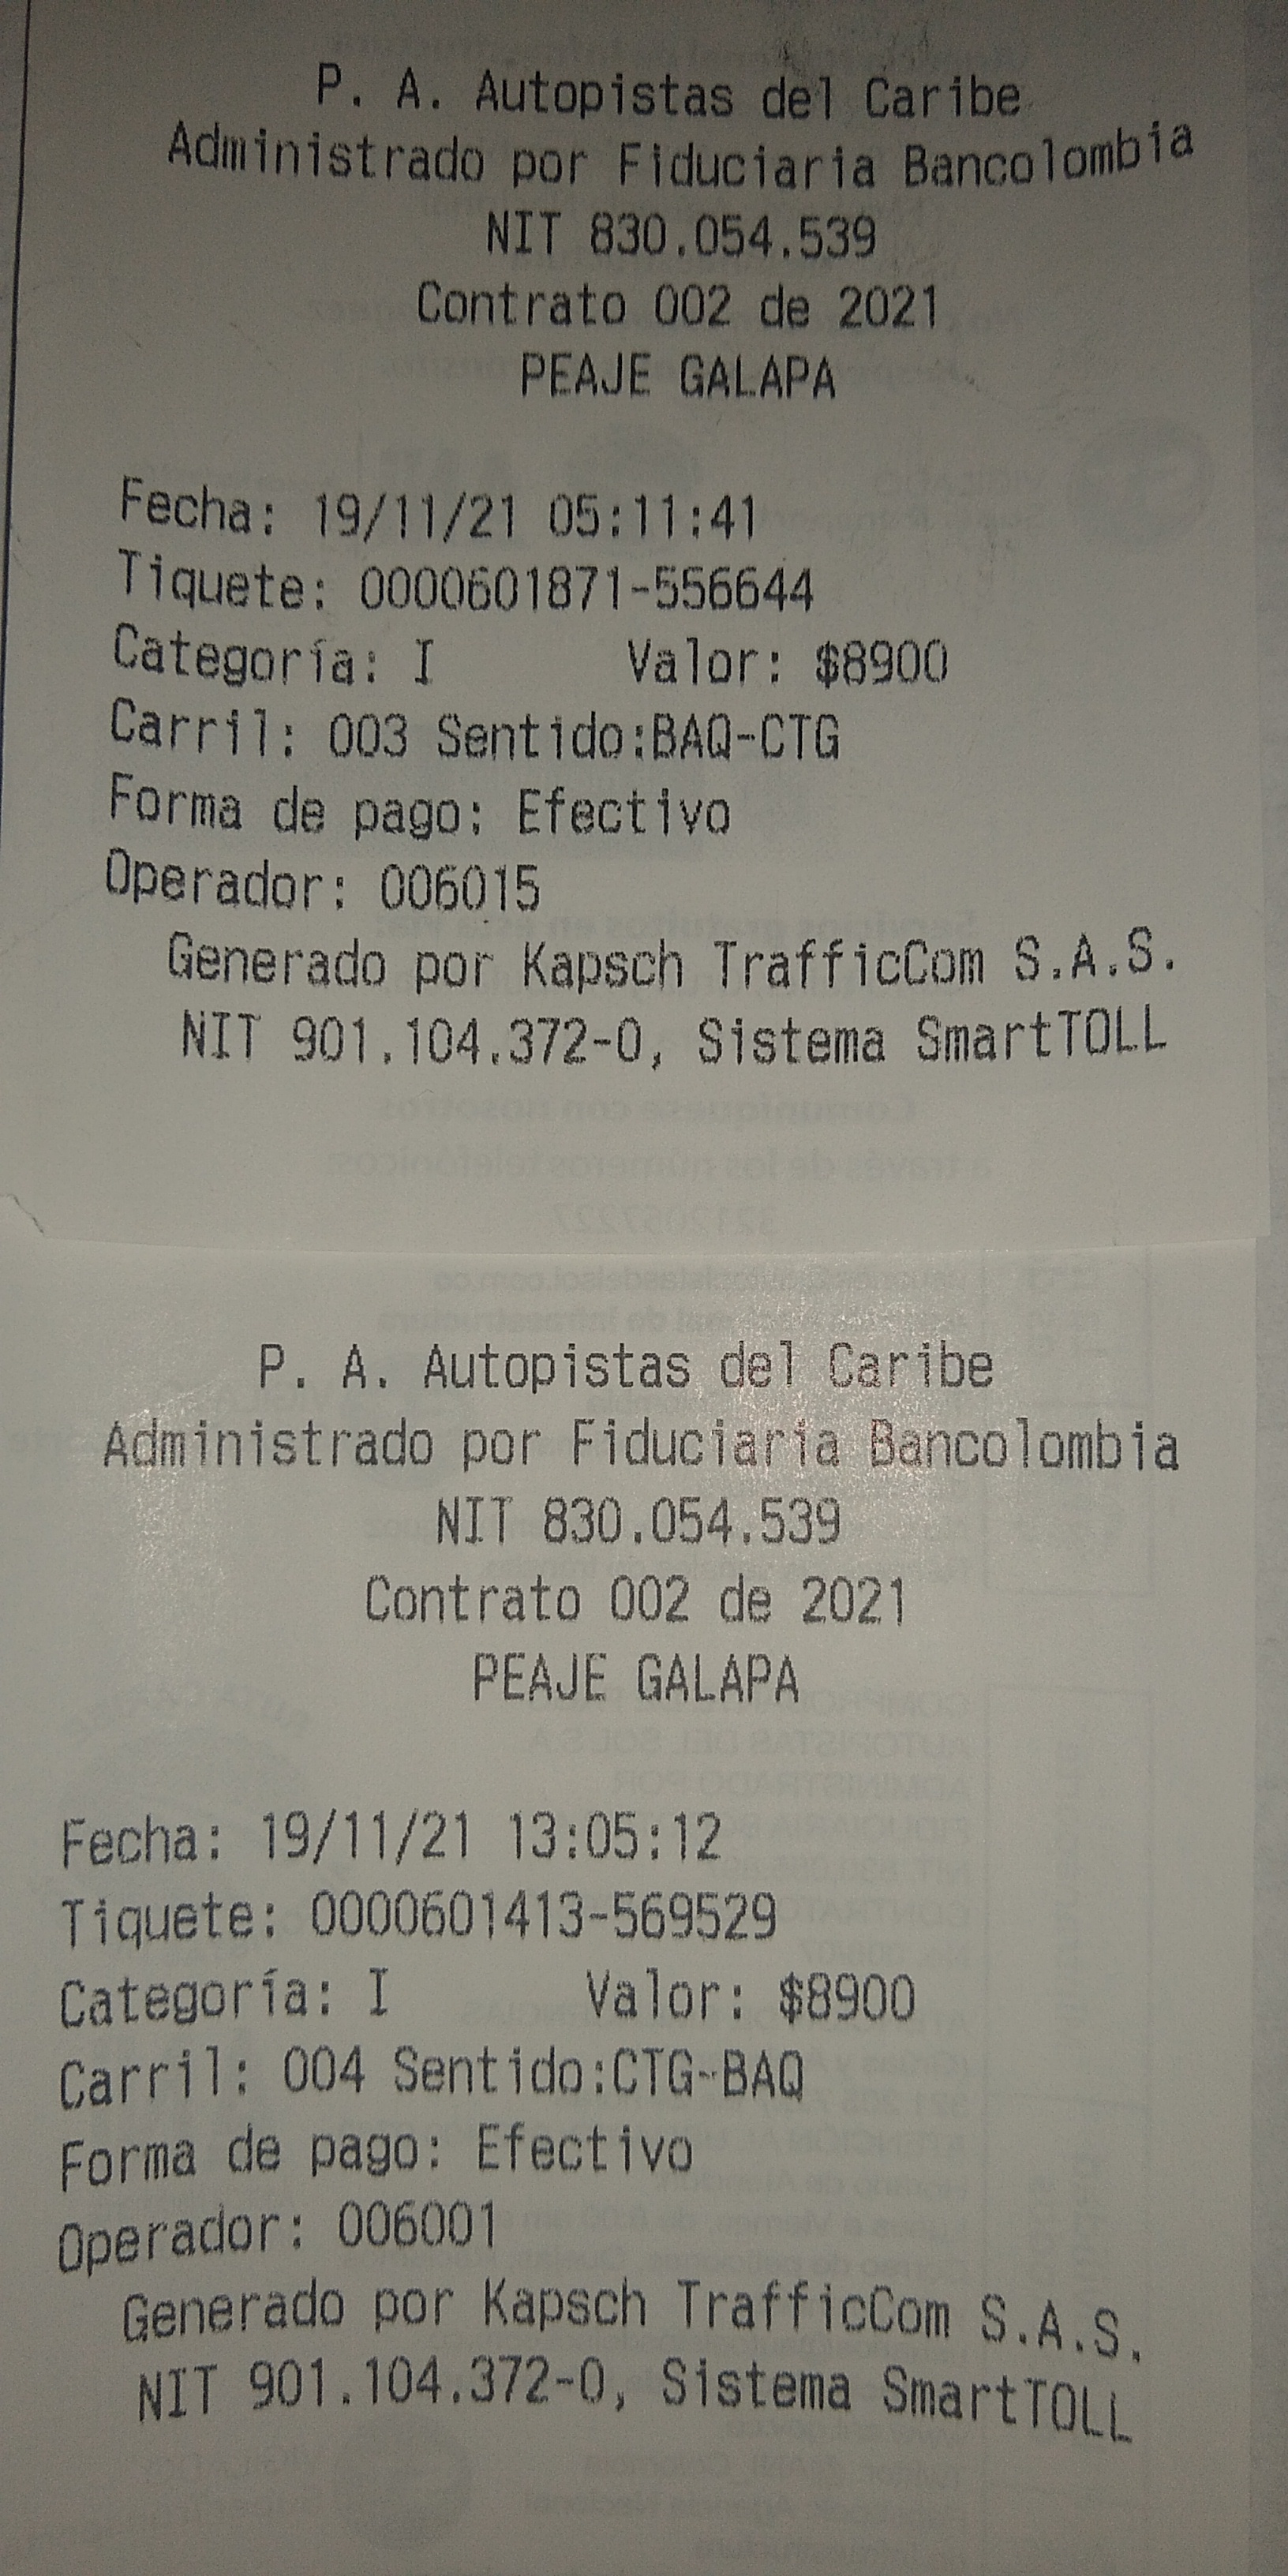 P. A. Autopistas del Caribe
Administrado por Fiduciaria Bancolombia
NIT 830.054.539
Contrato 002 de 2021
PEAJE GALAPA
Fecha: 19/11/21 05:11:41
Tiquete: 0000601871-556644
Categoría: I Valor: $8900
Carril: 003 Sentido:BAQ-CTG
Forma de pago: Efectivo
Operador: 006015
Generado por Kapsch TrafficCom S.A.S.
NIT 901.104.372-0, Sistema SmartTOLL
P. A. Autopistas del Caribe
Administrado por Fiduciaria Bancolombia
NIT 830.054.539
Contrato 002 de 2021
PEAJE GALAPA
Fecha: 19/11/21 13:05:12
Tiquete: 0000601413-569529
Categoría: I Valor: $8900
Carril: 004 Sentido:CTG-BAQ
Forma de pago: Efectivo
Operador: 006001
Generado por Kapsch TrafficCom S.A.S.
NIT 901.104.372-0, Sistema SmartTOLL